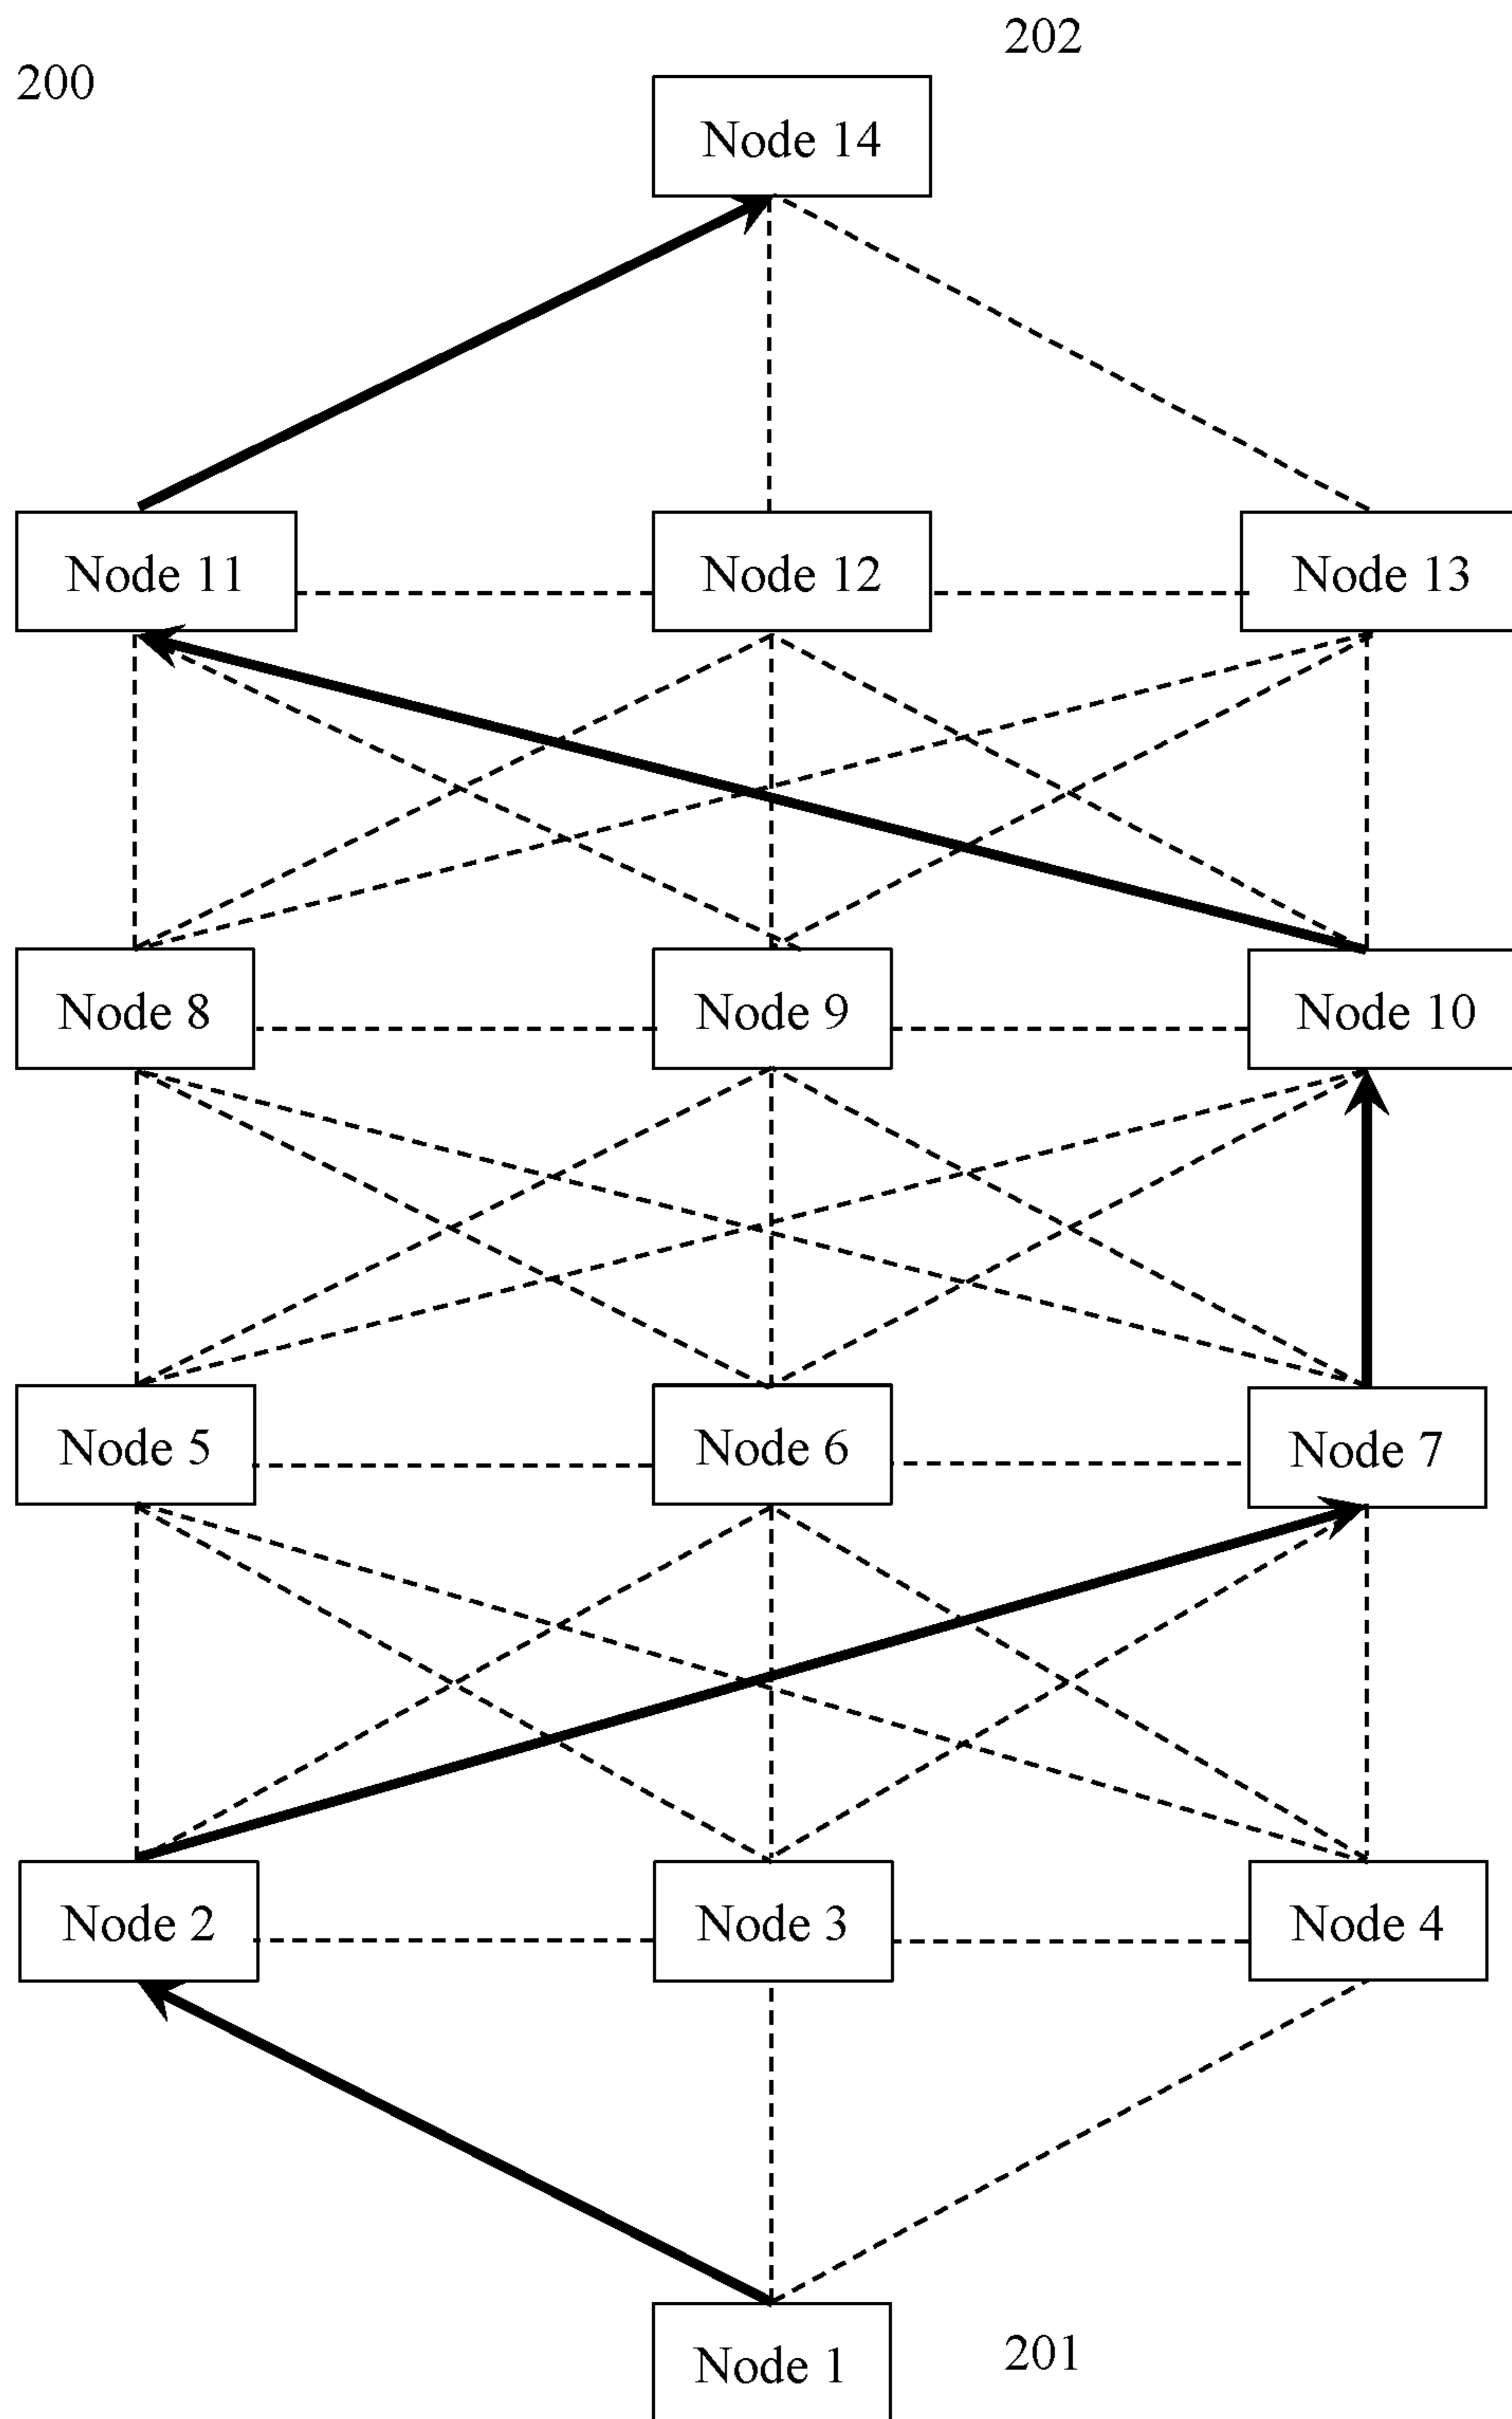 202
200
Node 14
Node 11
Node 12
Node 13
Node 8
Node 9
Node 10
Node 5
Node 6
Node 7
Node 2
Node 3
Node 4
Node 1
201